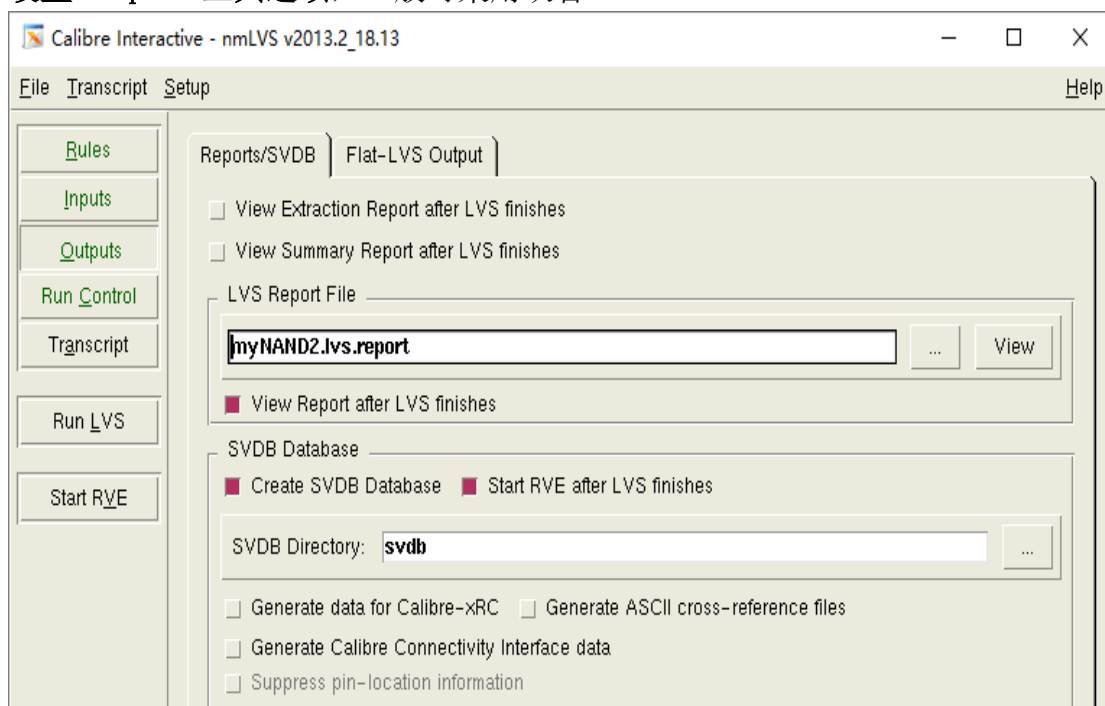 Calibre Interactive - nmLVS v2013.2_18.13
File Transcript Setup Help
Rules
Inputs
Outputs
Run Control
Transcript
Run LVS
Start RVE
Reports/SVDB Flat-LVS Output
View Extraction Report after LVS finishes
View Summary Report after LVS finishes
LVS Report File
myNAND2.lvs.report ... View
View Report after LVS finishes
SVDB Database
Create SVDB Database Start RVE after LVS finishes
SVDB Directory: svdb ...
Generate data for Calibre-xRC Generate ASCII cross-reference files
Generate Calibre Connectivity Interface data
Suppress pin-location information